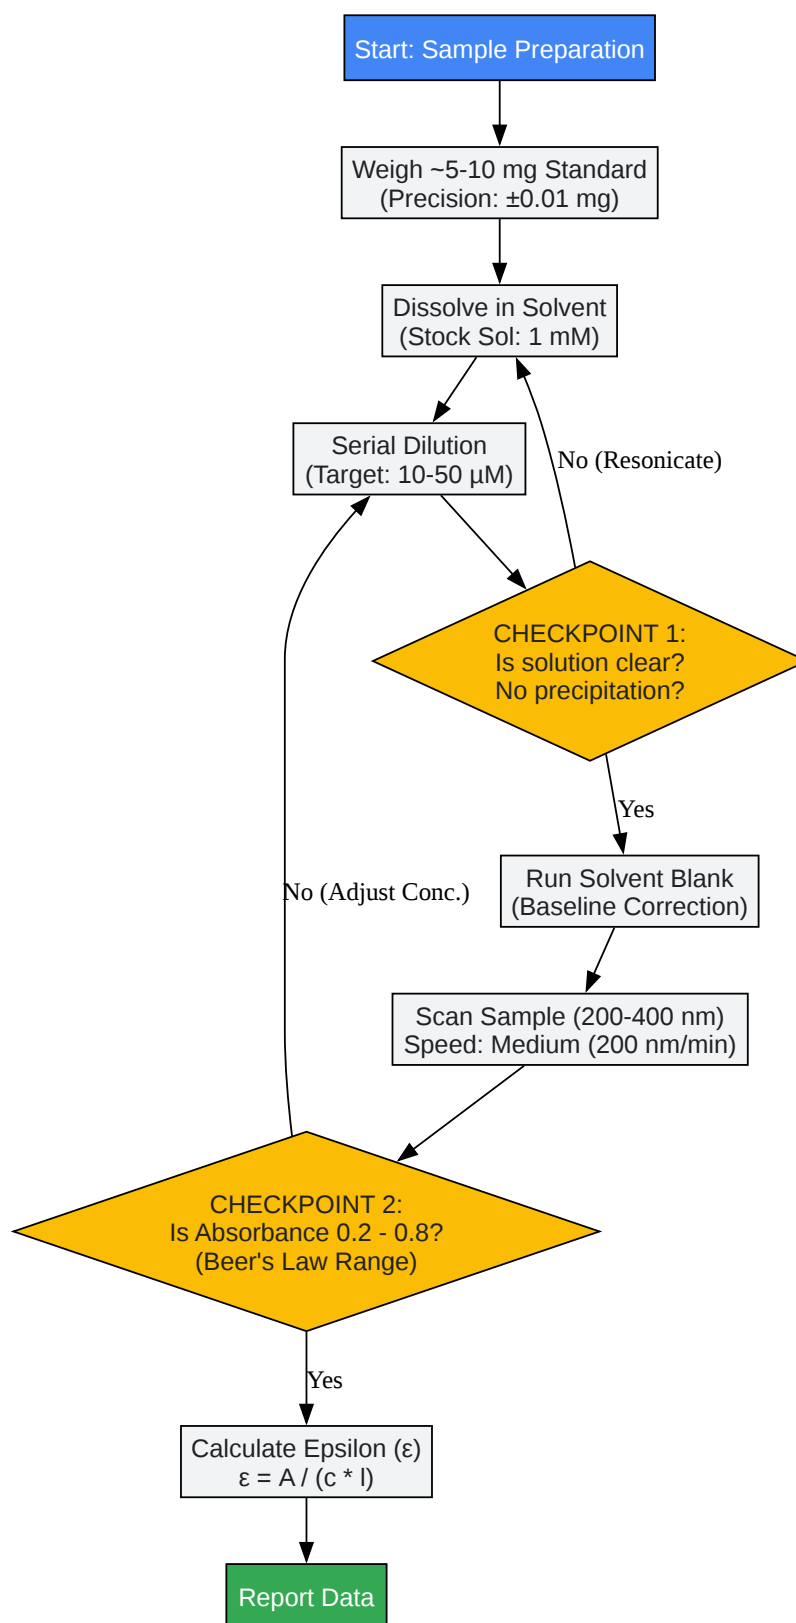 Start: Sample Preparation
Weigh ~5-10 mg Standard
(Precision: ±0.01 mg)
Dissolve in Solvent
(Stock Sol: 1 mM)
Serial Dilution
(Target: 10-50 µM)
No (Resonicate)
CHECKPOINT 1:
Is solution clear?
No precipitation?
Yes
Run Solvent Blank
(Baseline Correction)
No (Adjust Conc.)
Scan Sample (200-400 nm)
Speed: Medium (200 nm/min)
CHECKPOINT 2:
Is Absorbance 0.2 - 0.8?
(Beer's Law Range)
Yes
Calculate Epsilon (ε)
ε = A / (c * l)
Report Data